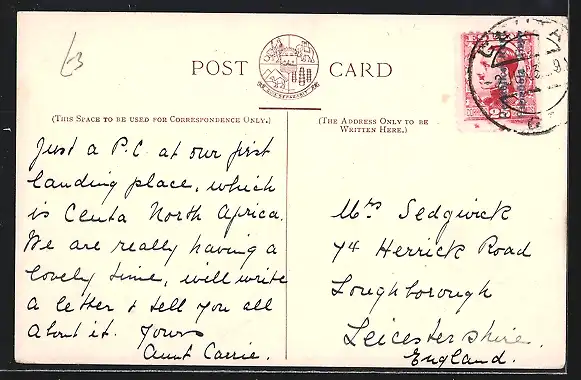 £3
POST CARD
(THIS SPACE TO BE USED FOR CORRESPONDENCE ONLY.)
(THE ADDRESS ONLY TO BE
WRITTEN HERE.)
Just a P.C. at our first
landing place, which
is Ceuta North Africa.
We are really having a
lovely time, will write
a letter & tell you all
about it. Yours
Aunt Carrie.
Mrs Sedgwick
74 Herrick Road
Loughborough
Leicestershire.
England.
25